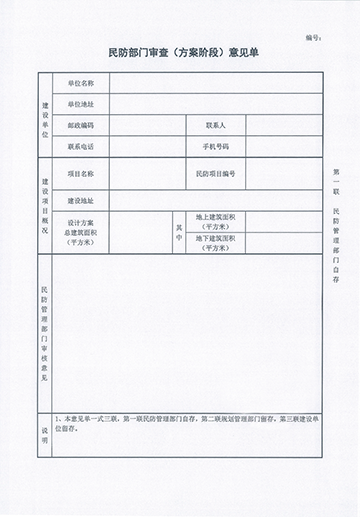 编号：
民防部门审查（方案阶段）意见单
建设单位
单位名称
单位地址
邮政编码
联系人
联系电话
手机号码
建设项目概况
项目名称
民防项目编号
建设地址
设计方案
总建筑面积
（平方米）
其中
地上建筑面积
（平方米）
地下建筑面积
（平方米）
民防管理部门审核意见
说明
1、本意见单一式三联，第一联民防管理部门自存，第二联规划管理部门留存，第三联建设单
位留存。
第一联 民防管理部门自存